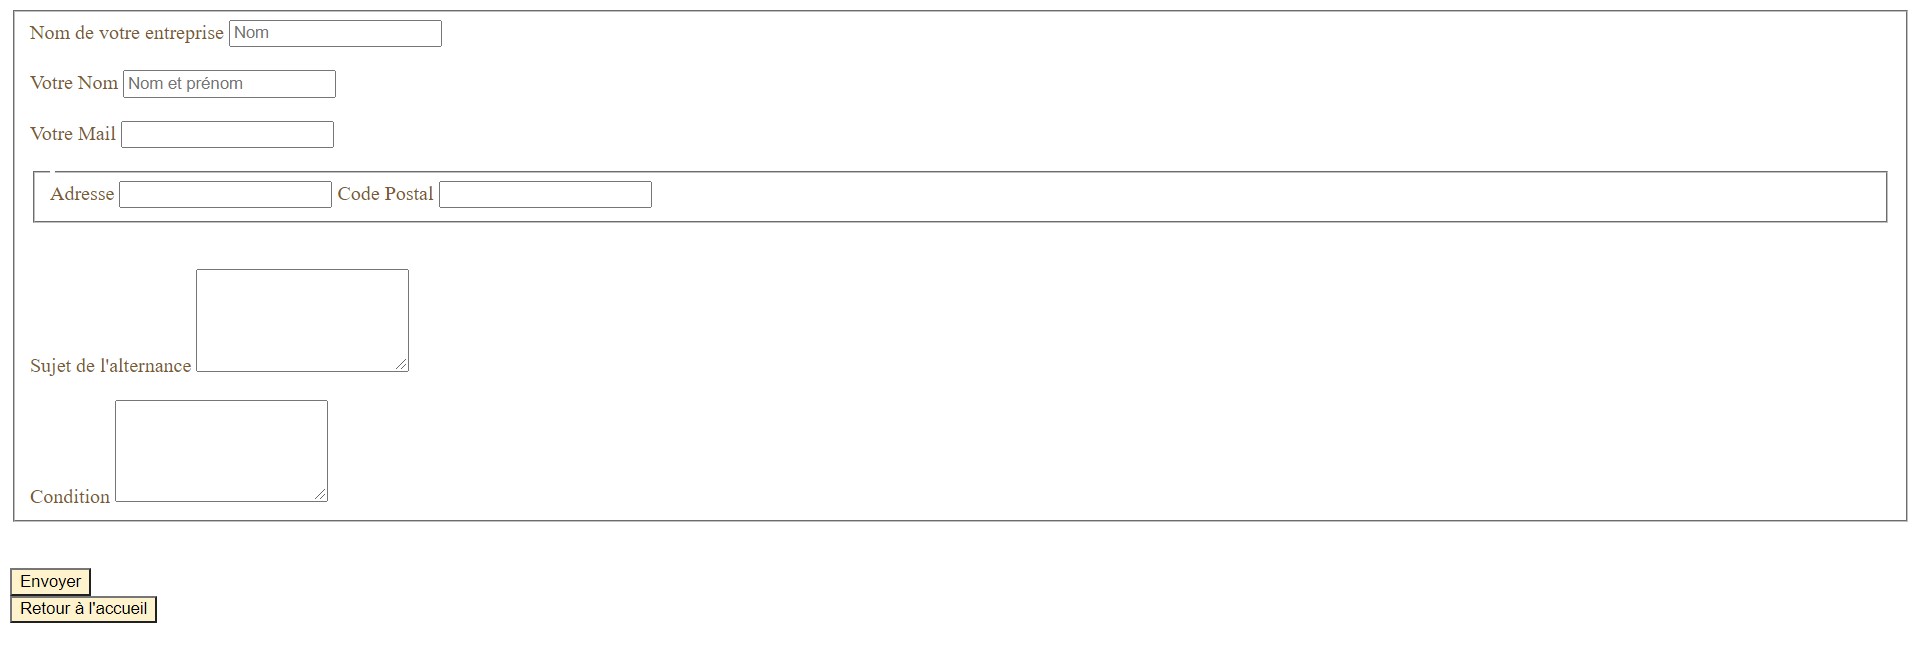 Nom de votre entreprise Nom
Votre Nom Nom et prénom
Votre Mail
Adresse Code Postal
Sujet de l'alternance
Condition
Envoyer
Retour à l'accueil